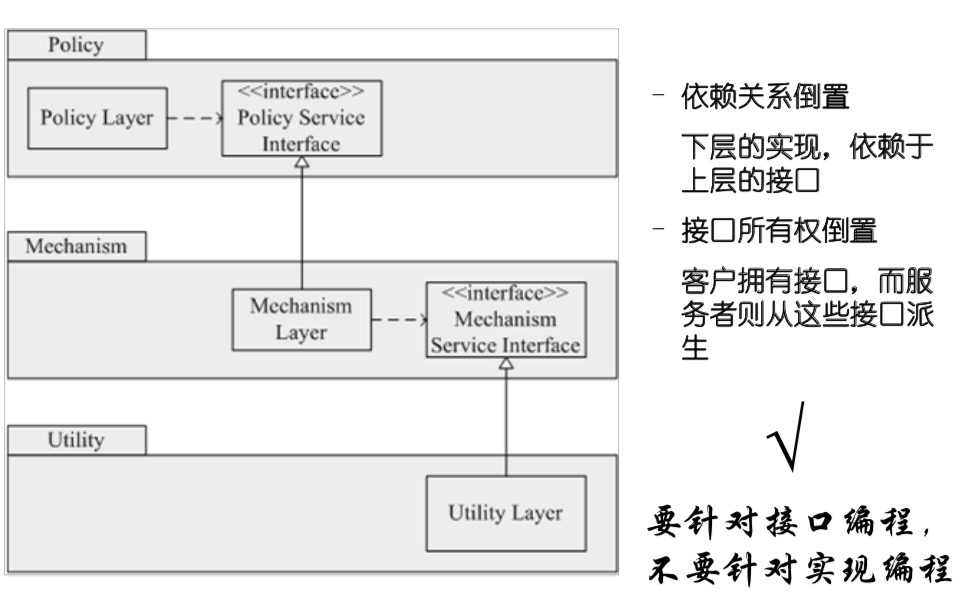 Policy
Policy Layer
<<interface>>
Policy Service
Interface
Mechanism
Mechanism
Layer
<<interface>>
Mechanism
Service Interface
Utility
Utility Layer
– 依赖关系倒置
下层的实现，依赖于
上层的接口
– 接口所有权倒置
客户拥有接口，而服
务者则从这些接口派
生
√
要针对接口编程，
不要针对实现编程